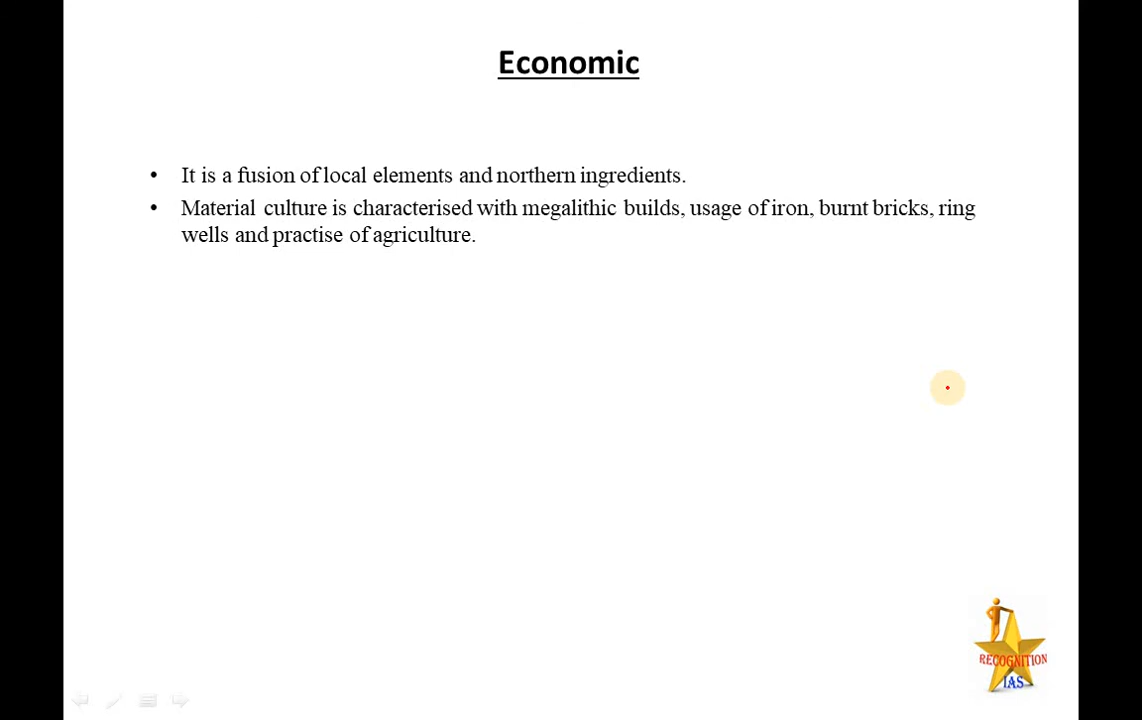 Economic
• It is a fusion of local elements and northern ingredients.
• Material culture is characterised with megalithic builds, usage of iron, burnt bricks, ring
wells and practise of agriculture.
RECOGNITION
IAS